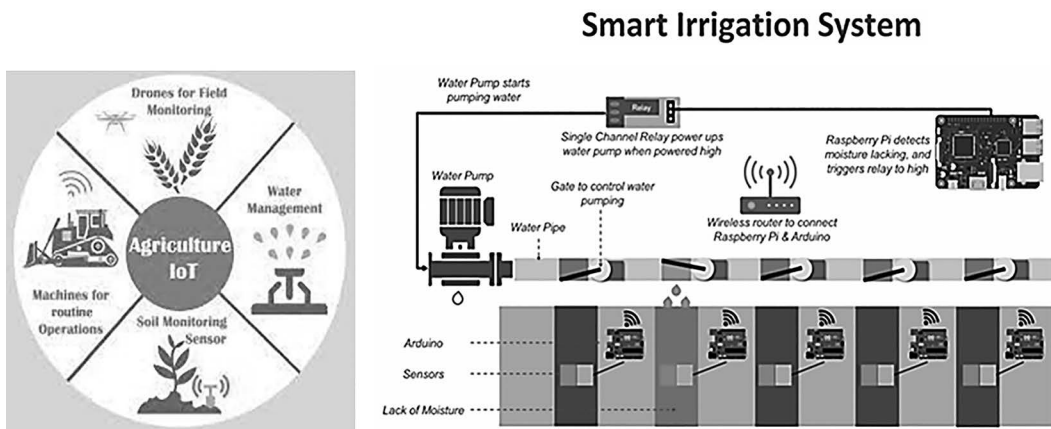 Smart Irrigation System
Drones for Field
Monitoring
Water
Management
Agriculture
IoT
Machines for
routine
Operations
Soil Monitoring
Sensor
Water Pump starts
pumping water
Relay
Single Channel Relay power ups
water pump when powered high
Raspberry Pi detects
moisture lacking, and
triggers relay to high
Water Pump
Gate to control water
pumping
Wireless router to connect
Raspberry Pi & Arduino
Water Pipe
Arduino
Sensors
Lack of Moisture